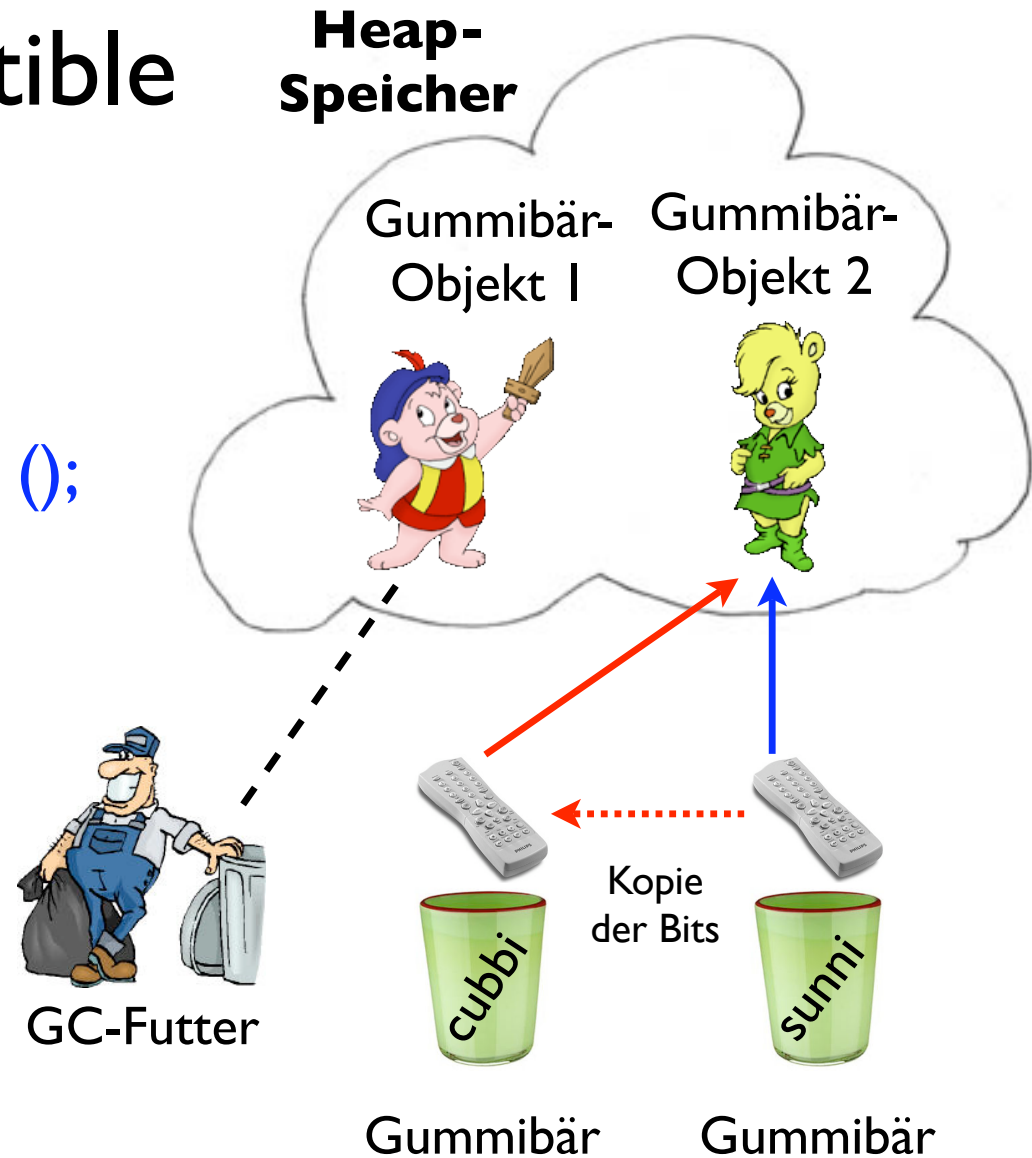 tible
Heap-
Speicher
Gummibär-
Objekt 1
Gummibär-
Objekt 2
();
Kopie
der Bits
cubbi
sunni
GC-Futter
Gummibär
Gummibär